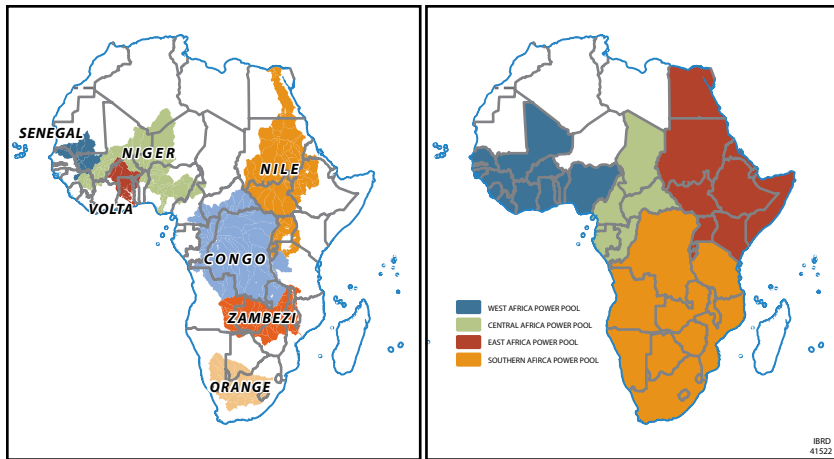 SENEGAL
NIGER
NILE
VOLTA
CONGO
ZAMBEZI
ORANGE
WEST AFRICA POWER POOL
CENTRAL AFRICA POWER POOL
EAST AFRICA POWER POOL
SOUTHERN AFIRCA POWER POOL
IBRD
41522